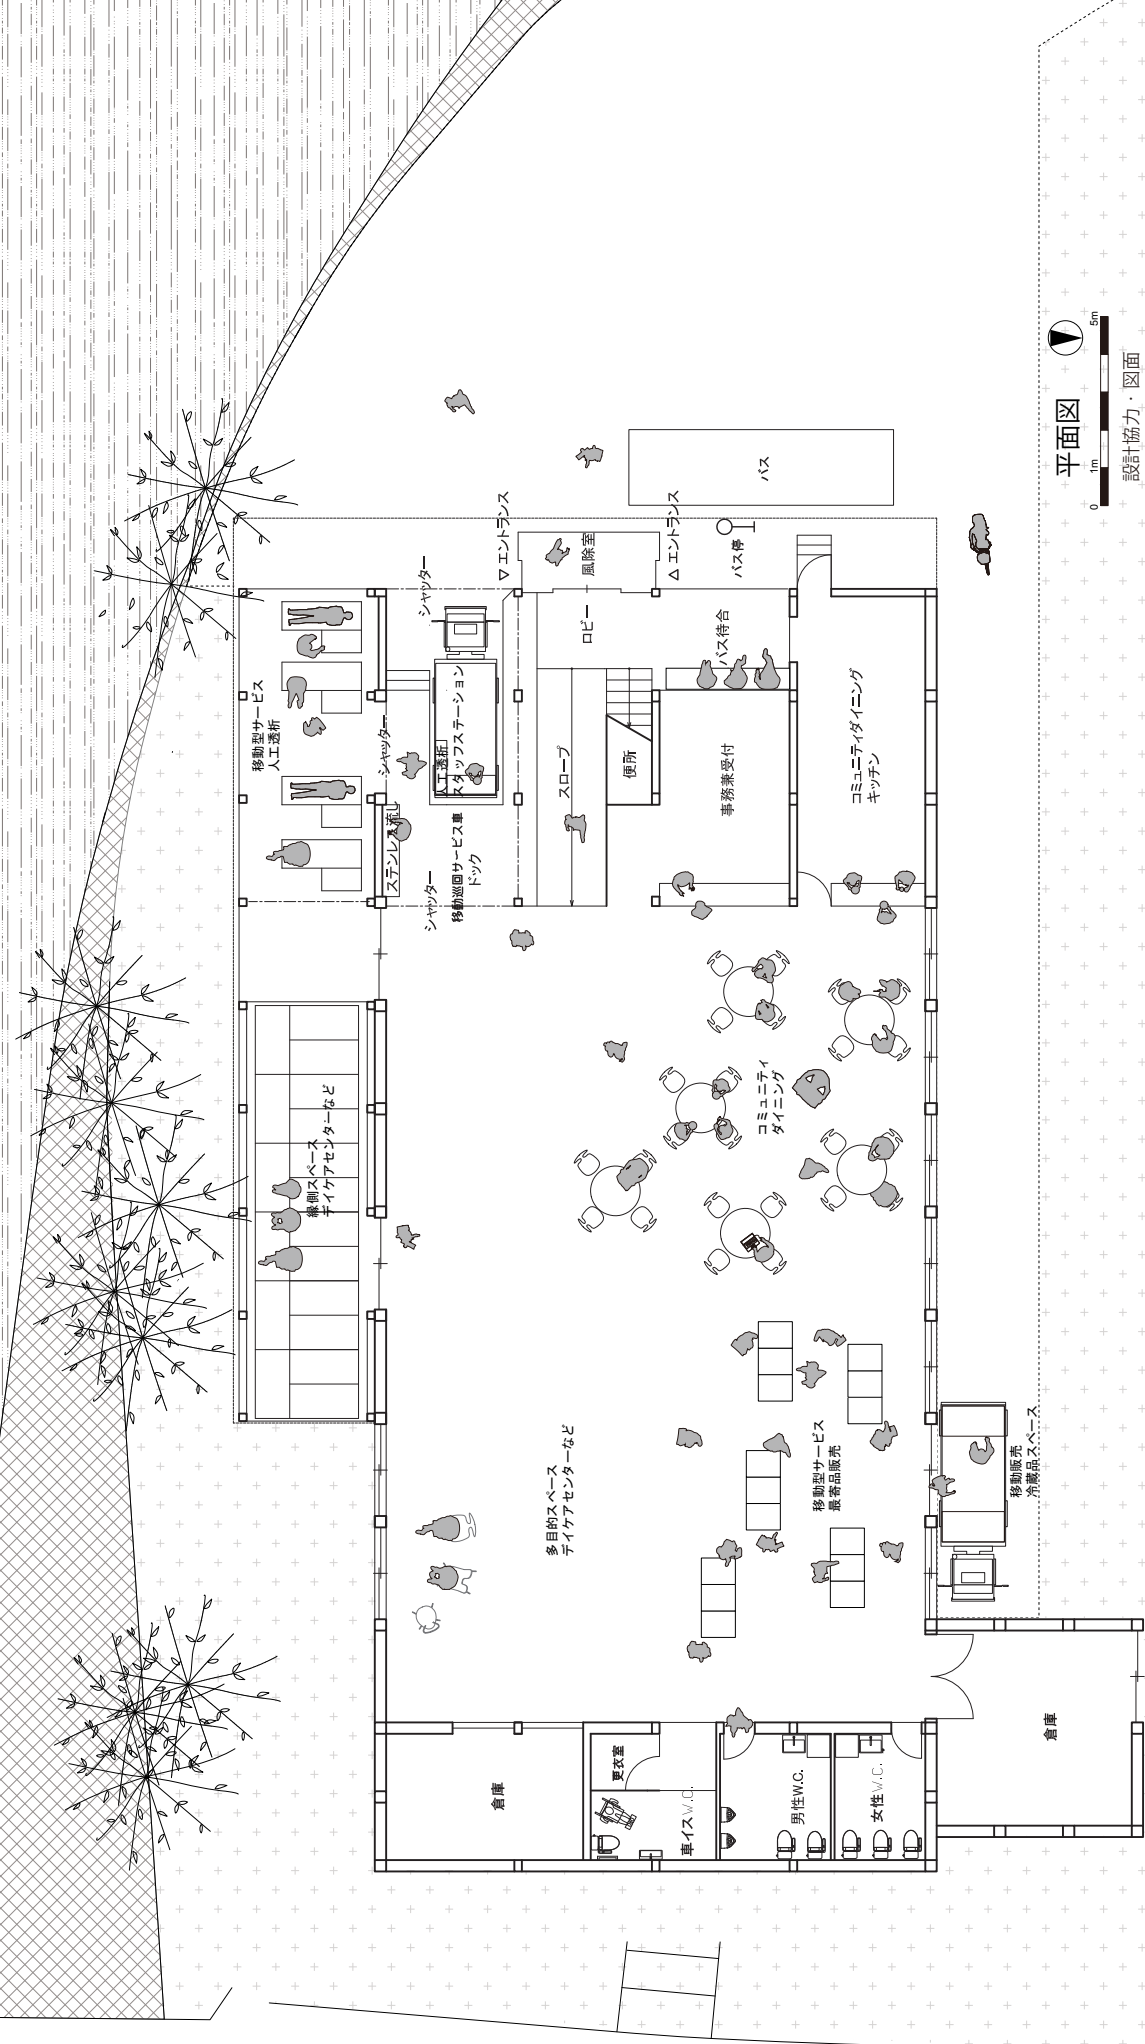 平面図
0 1m 5m
設計協力・図面
バス
バス停
▽エントランス
風除室
△エントランス
シャッター
ロビー
バス待合
移動型サービス
人工透析
シャッター
人工透析
スタッフステーション
スロープ
便所
事務兼受付
コミュニティダイニング
キッチン
ステンレス流し
シャッター
移動巡回サービス車
ドック
縁側スペース
デイケアセンターなど
コミュニティ
ダイニング
多目的スペース
デイケアセンターなど
移動型サービス
最寄品販売
移動販売
冷蔵品スペース
倉庫
更衣室
車イスW.C.
男性W.C.
女性W.C.
倉庫